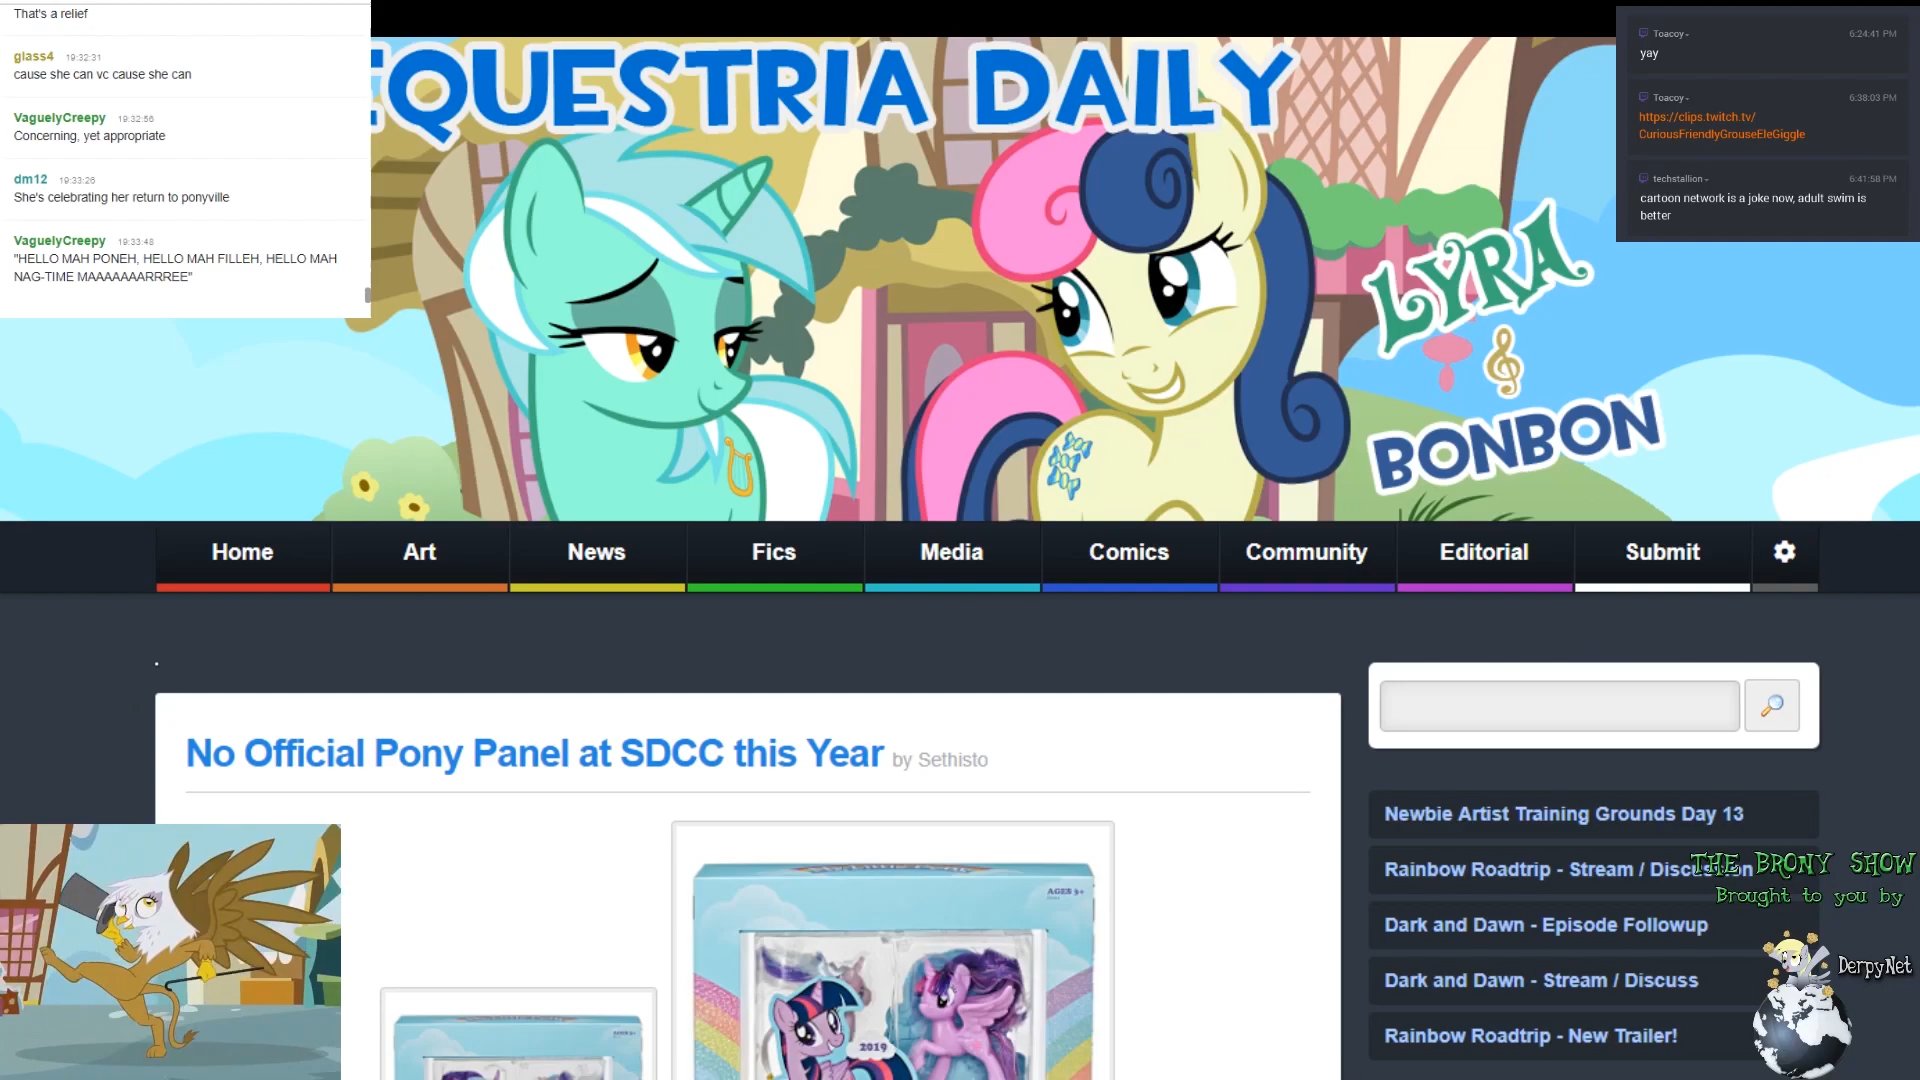 That's a relief
glass4 19:32:31
cause she can vc cause she can
VaguelyCreepy 19:32:56
Concerning, yet appropriate
dm12 19:33:26
She's celebrating her return to ponyville
VaguelyCreepy 19:33:48
"HELLO MAH PONEH, HELLO MAH FILLEH, HELLO MAH
NAG-TIME MAAAAAAARRREE"
EQUESTRIA DAILY
Toacoy 6:24:41 PM
yay
Toacoy 6:38:03 PM
https://clips.twitch.tv/
CuriousFriendlyGrouseEleGiggle
techstallion 6:41:58 PM
cartoon network is a joke now, adult swim is
better
LYRA
BONBON
Home Art News Fics Media Comics Community Editorial Submit
.
No Official Pony Panel at SDCC this Year by Sethisto
AGES 3+
2019
Newbie Artist Training Grounds Day 13
Rainbow Roadtrip - Stream / Discussion
Dark and Dawn - Episode Followup
Dark and Dawn - Stream / Discuss
Rainbow Roadtrip - New Trailer!
THE BRONY SHOW
Brought to you by
DerpyNet